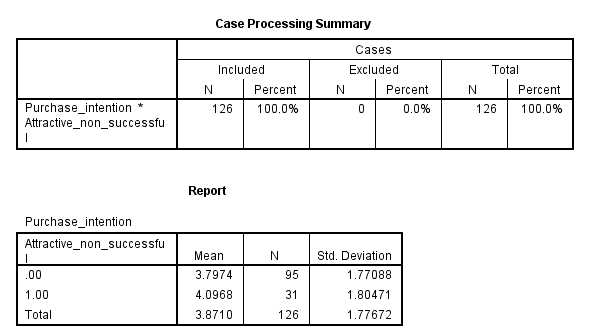 Case Processing Summary
Cases
Included Excluded Total
N Percent N Percent N Percent
Purchase_intention * 126 100.0% 0 0.0% 126 100.0%
Attractive_non_successfu
l
Report
Purchase_intention
Attractive_non_successfu
l Mean N Std. Deviation
.00 3.7974 95 1.77088
1.00 4.0968 31 1.80471
Total 3.8710 126 1.77672